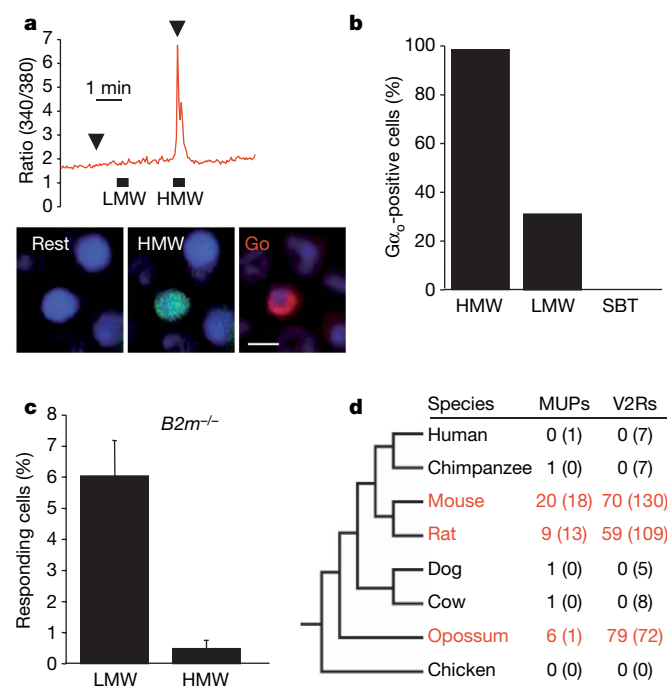 a
Ratio (340/380)
7
6
5
4
3
2
1
0
1 min
LMW HMW
Rest HMW Go
b
Gαo-positive cells (%)
100
80
60
40
20
0
HMW LMW SBT
c
B2m–/–
Responding cells (%)
8
7
6
5
4
3
2
1
0
LMW HMW
d
Species MUPs V2Rs
Human 0 (1) 0 (7)
Chimpanzee 1 (0) 0 (7)
Mouse 20 (18) 70 (130)
Rat 9 (13) 59 (109)
Dog 1 (0) 0 (5)
Cow 1 (0) 0 (8)
Opossum 6 (1) 79 (72)
Chicken 0 (0) 0 (0)